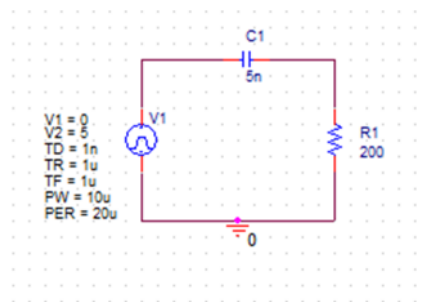 C1
5n
V1
V1 = 0
V2 = 5
TD = 1n
TR = 1u
TF = 1u
PW = 10u
PER = 20u
R1
200
0